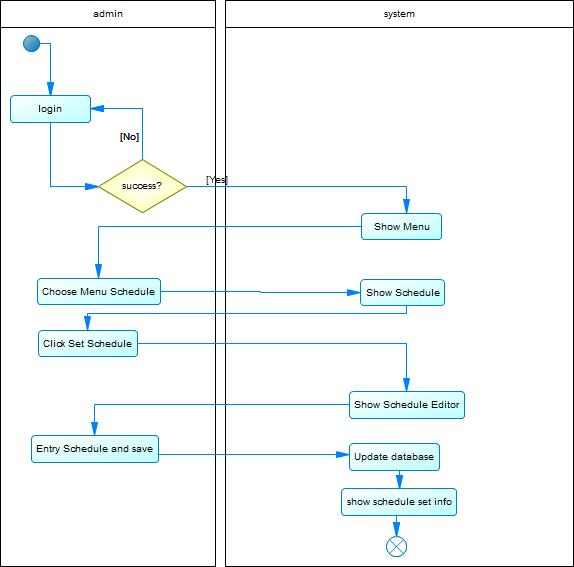 admin
system
login
[No]
success?
[Yes]
Show Menu
Choose Menu Schedule
Show Schedule
Click Set Schedule
Show Schedule Editor
Entry Schedule and save
Update database
show schedule set info